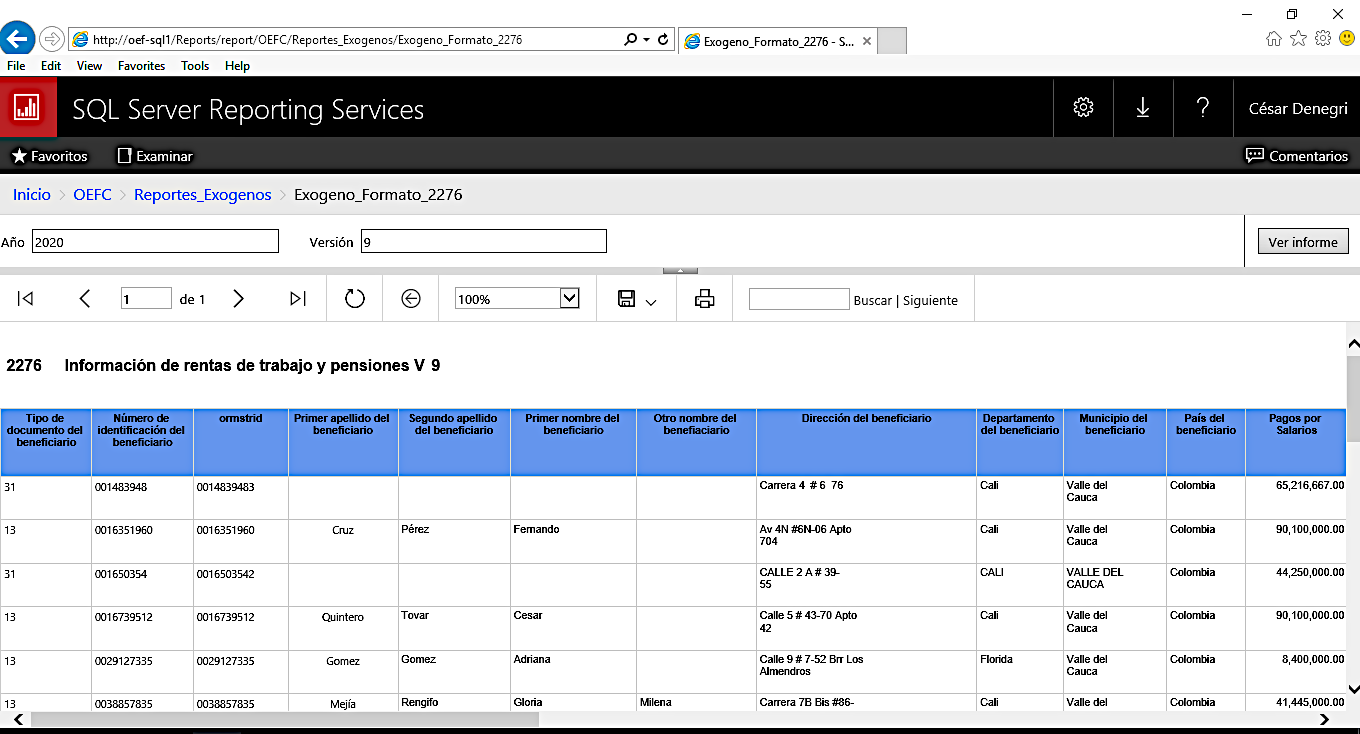 http://oef-sql1/Reports/report/OEFC/Reportes_Exogenos/Exogeno_Formato_2276
Exogeno_Formato_2276 - S...
File Edit View Favorites Tools Help
SQL Server Reporting Services
? César Denegri
Favoritos Examinar Comentarios
Inicio > OEFC > Reportes_Exogenos > Exogeno_Formato_2276
Año 2020 Versión 9 Ver informe
1 de 1 100% Buscar | Siguiente
2276 Información de rentas de trabajo y pensiones V 9
Tipo de documento del beneficiario Número de identificación del beneficiario ormstrid Primer apellido del beneficiario Segundo apellido del beneficiario Primer nombre del beneficiario Otro nombre del benefiaciario Dirección del beneficiario Departamento del beneficiario Municipio del beneficiario País del beneficiario Pagos por Salarios
31 001483948 0014839483 Carrera 4 # 6 76 Cali Valle del Cauca Colombia 65,216,667.00
13 0016351960 0016351960 Cruz Pérez Fernando Av 4N #6N-06 Apto 704 Cali Valle del Cauca Colombia 90,100,000.00
31 001650354 0016503542 CALLE 2 A # 39-55 CALI VALLE DEL CAUCA Colombia 44,250,000.00
13 0016739512 0016739512 Quintero Tovar Cesar Calle 5 # 43-70 Apto 42 Cali Valle del Cauca Colombia 90,100,000.00
13 0029127335 0029127335 Gomez Gomez Adriana Calle 9 # 7-52 Brr Los Almendros Florida Valle del Cauca Colombia 8,400,000.00
13 0038857835 0038857835 Mejía Rengifo Gloria Milena Carrera 7B Bis #86- Cali Valle del Colombia 41,445,000.00